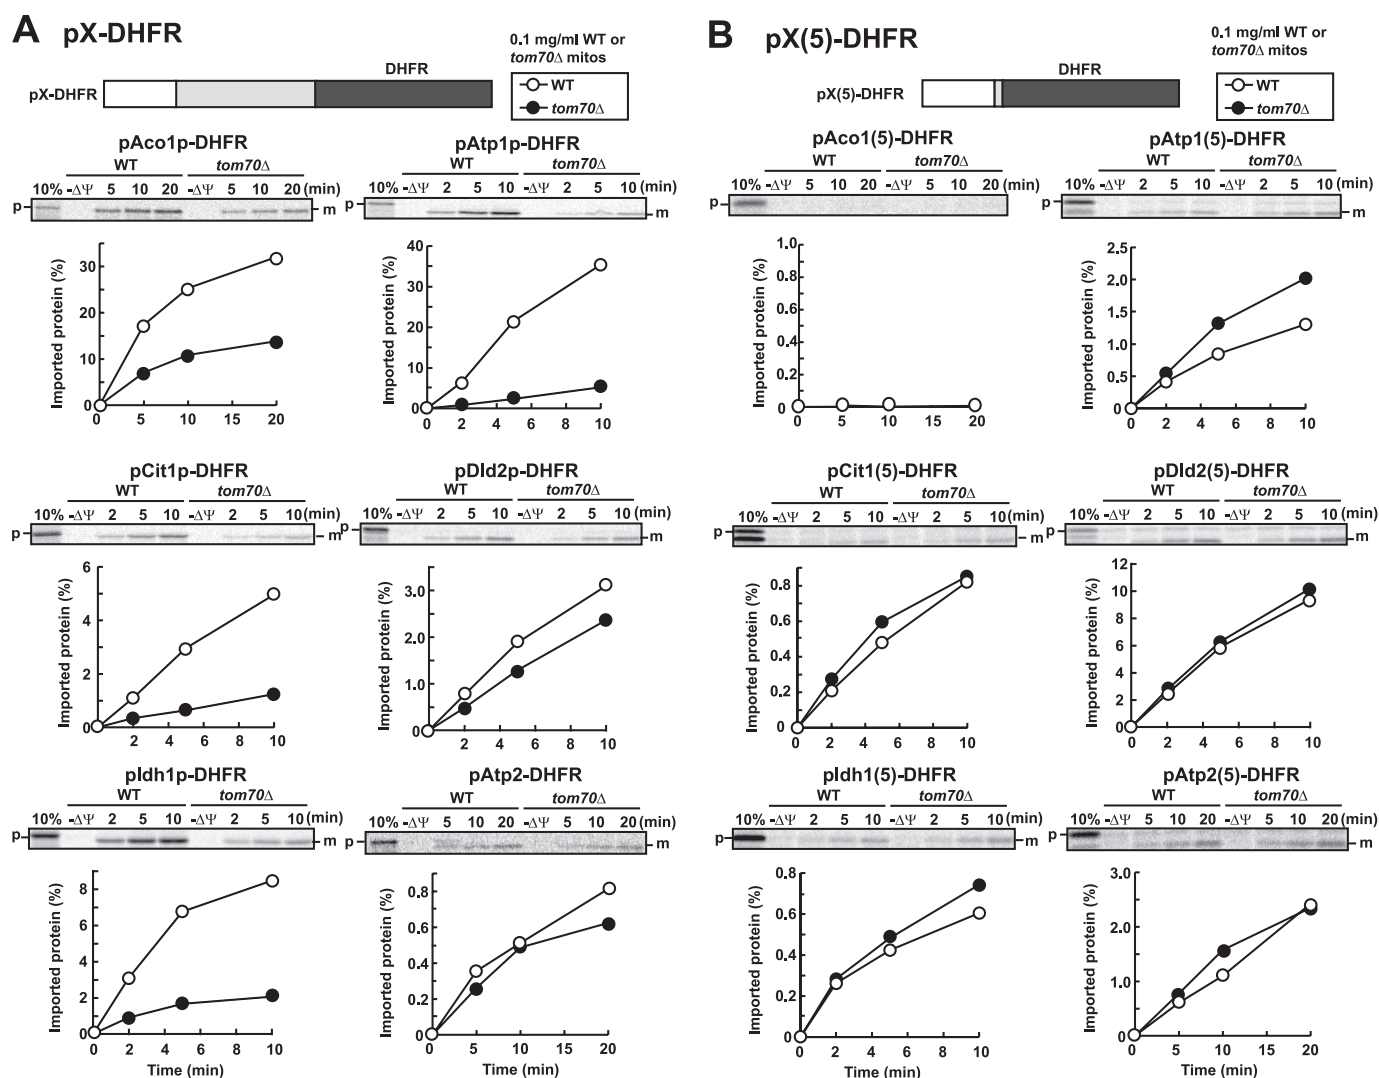 A pX-DHFR
0.1 mg/ml WT or
tom70Δ mitos
WT
tom70Δ
DHFR
pX-DHFR
pAco1p-DHFR
WT tom70Δ
10% -ΔΨ 5 10 20 -ΔΨ 5 10 20 (min)
p m
Imported protein (%)
30
20
10
0
0 5 10 15 20
pAtp1p-DHFR
WT tom70Δ
10% -ΔΨ 2 5 10 -ΔΨ 2 5 10 (min)
p m
Imported protein (%)
40
30
20
10
0
0 2 4 6 8 10
pCit1p-DHFR
WT tom70Δ
10% -ΔΨ 2 5 10 -ΔΨ 2 5 10 (min)
p m
Imported protein (%)
6
4
2
0
0 2 4 6 8 10
pDld2p-DHFR
WT tom70Δ
10% -ΔΨ 2 5 10 -ΔΨ 2 5 10 (min)
p m
Imported protein (%)
3.0
2.0
1.0
0
0 2 4 6 8 10
pIdh1p-DHFR
WT tom70Δ
10% -ΔΨ 2 5 10 -ΔΨ 2 5 10 (min)
p m
Imported protein (%)
8
6
4
2
0
0 2 4 6 8 10
Time (min)
pAtp2-DHFR
WT tom70Δ
10% -ΔΨ 5 10 20 -ΔΨ 5 10 20 (min)
p m
Imported protein (%)
0.8
0.6
0.4
0.2
0
0 5 10 15 20
Time (min)
B pX(5)-DHFR
0.1 mg/ml WT or
tom70Δ mitos
WT
tom70Δ
DHFR
pX(5)-DHFR
pAco1(5)-DHFR
WT tom70Δ
10% -ΔΨ 5 10 20 -ΔΨ 5 10 20 (min)
p
Imported protein (%)
1.0
0.8
0.6
0.4
0.2
0
0 5 10 15 20
pAtp1(5)-DHFR
WT tom70Δ
10% -ΔΨ 2 5 10 -ΔΨ 2 5 10 (min)
p m
Imported protein (%)
2.5
2.0
1.5
1.0
0.5
0
0 2 4 6 8 10
pCit1(5)-DHFR
WT tom70Δ
10% -ΔΨ 2 5 10 -ΔΨ 2 5 10 (min)
p m
Imported protein (%)
0.8
0.6
0.4
0.2
0
0 2 4 6 8 10
pDld2(5)-DHFR
WT tom70Δ
10% -ΔΨ 2 5 10 -ΔΨ 2 5 10 (min)
p m
Imported protein (%)
12
10
8
6
4
2
0
0 2 4 6 8 10
pIdh1(5)-DHFR
WT tom70Δ
10% -ΔΨ 2 5 10 -ΔΨ 2 5 10 (min)
p m
Imported protein (%)
0.8
0.6
0.4
0.2
0
0 2 4 6 8 10
Time (min)
pAtp2(5)-DHFR
WT tom70Δ
10% -ΔΨ 5 10 20 -ΔΨ 5 10 20 (min)
p m
Imported protein (%)
3.0
2.0
1.0
0
0 5 10 15 20
Time (min)